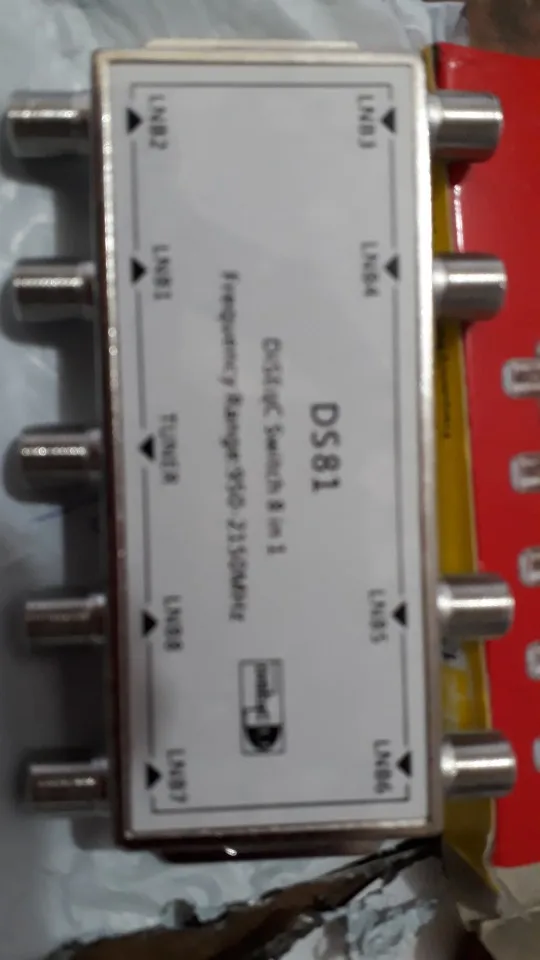 LNB3
LNB4
LNB5
LNB6
DS81
DiSEqC Switch 8 in 1
Frequency Range:950-2150MHz
LNB2
LNB1
TUNER
LNB8
LNB7